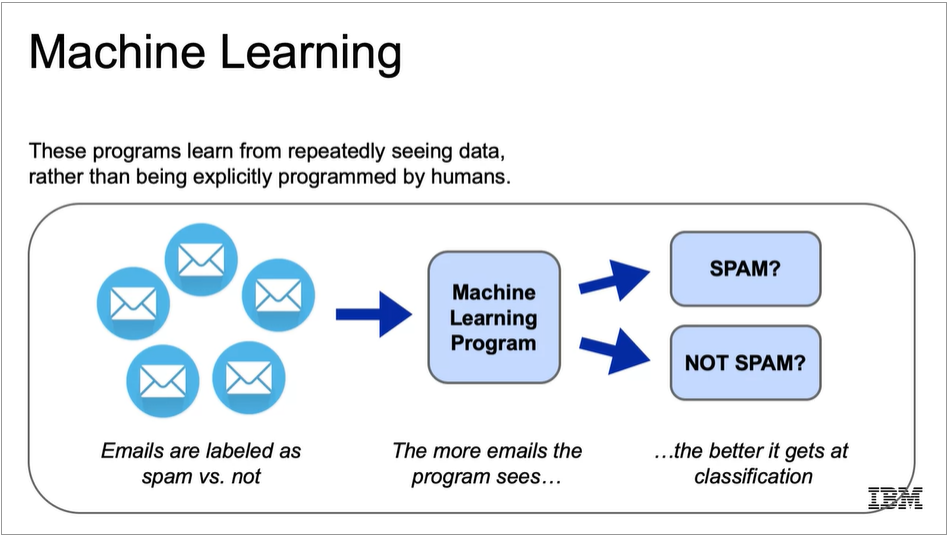 Machine Learning
These programs learn from repeatedly seeing data,
rather than being explicitly programmed by humans.
Machine
Learning
Program
SPAM?
NOT SPAM?
Emails are labeled as
spam vs. not
The more emails the
program sees…
…the better it gets at
classification
IBM